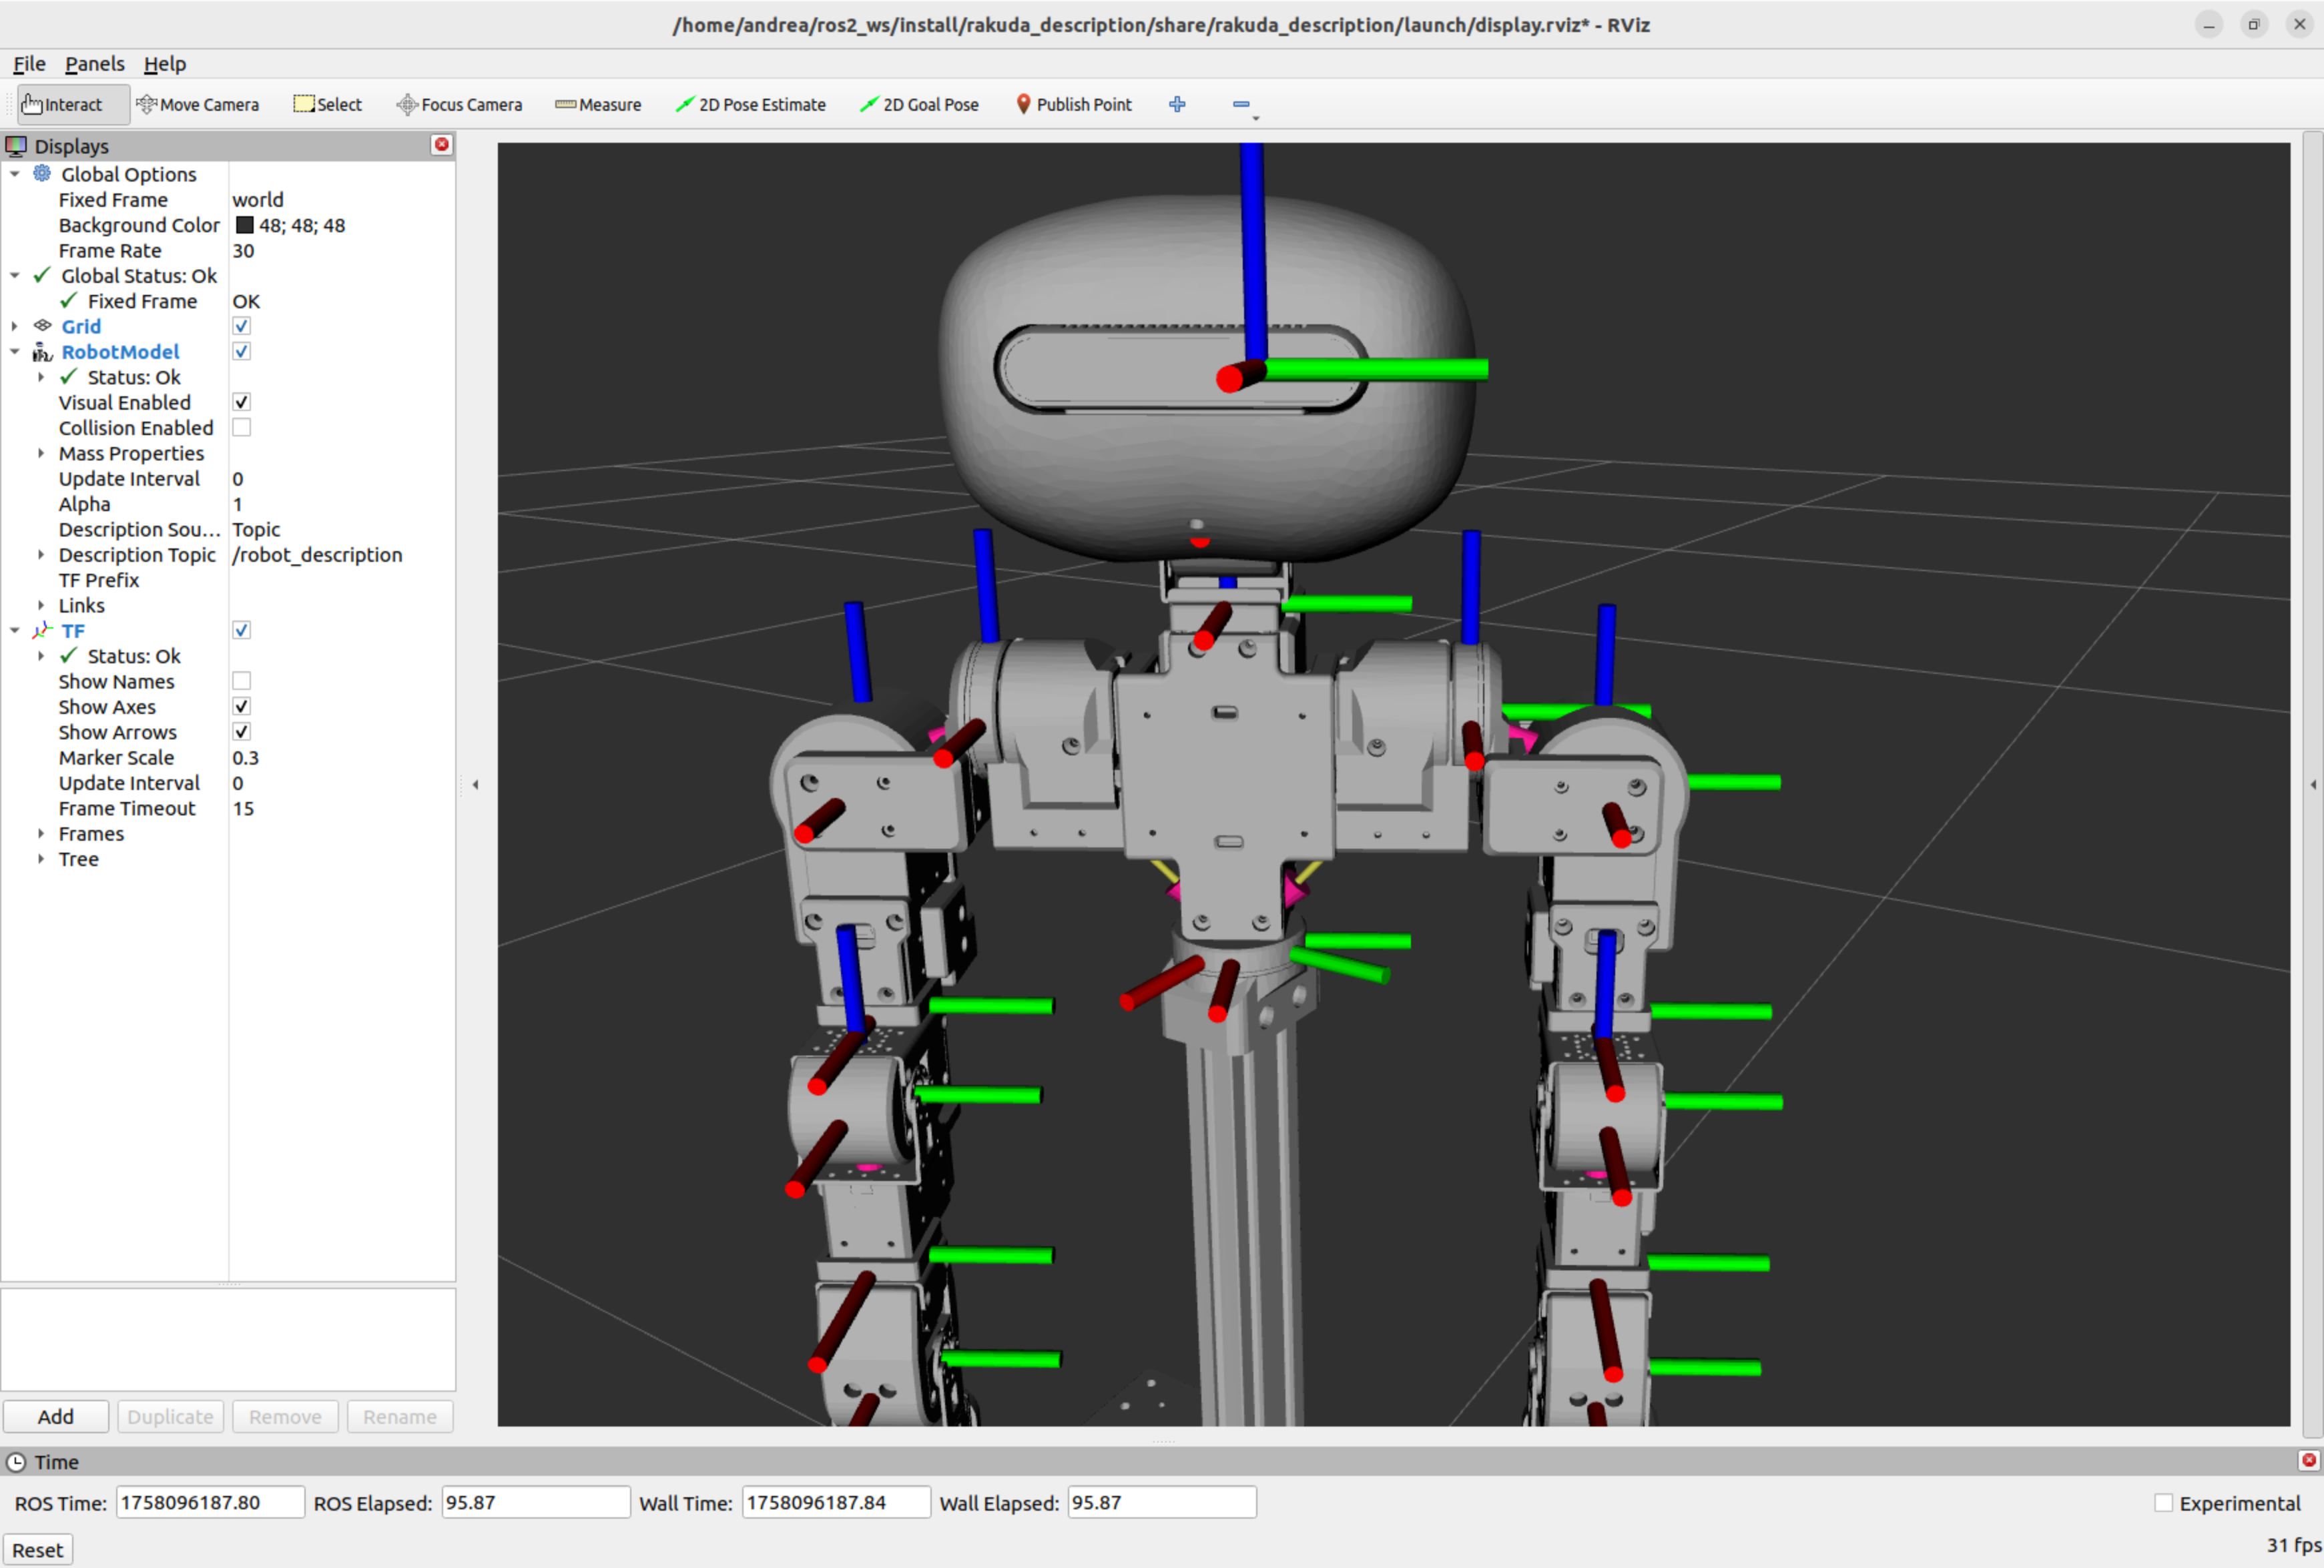 /home/andrea/ros2_ws/install/rakuda_description/share/rakuda_description/launch/display.rviz* - RViz
File Panels Help
Interact Move Camera Select Focus Camera Measure 2D Pose Estimate 2D Goal Pose Publish Point
Displays
Global Options
Fixed Frame world
Background Color 48; 48; 48
Frame Rate 30
Global Status: Ok
Fixed Frame OK
Grid
RobotModel
Status: Ok
Visual Enabled
Collision Enabled
Mass Properties
Update Interval 0
Alpha 1
Description Sou... Topic
Description Topic /robot_description
TF Prefix
Links
TF
Status: Ok
Show Names
Show Axes
Show Arrows
Marker Scale 0.3
Update Interval 0
Frame Timeout 15
Frames
Tree
Add Duplicate Remove Rename
Time
ROS Time: 1758096187.80 ROS Elapsed: 95.87 Wall Time: 1758096187.84 Wall Elapsed: 95.87 Experimental
Reset 31 fps